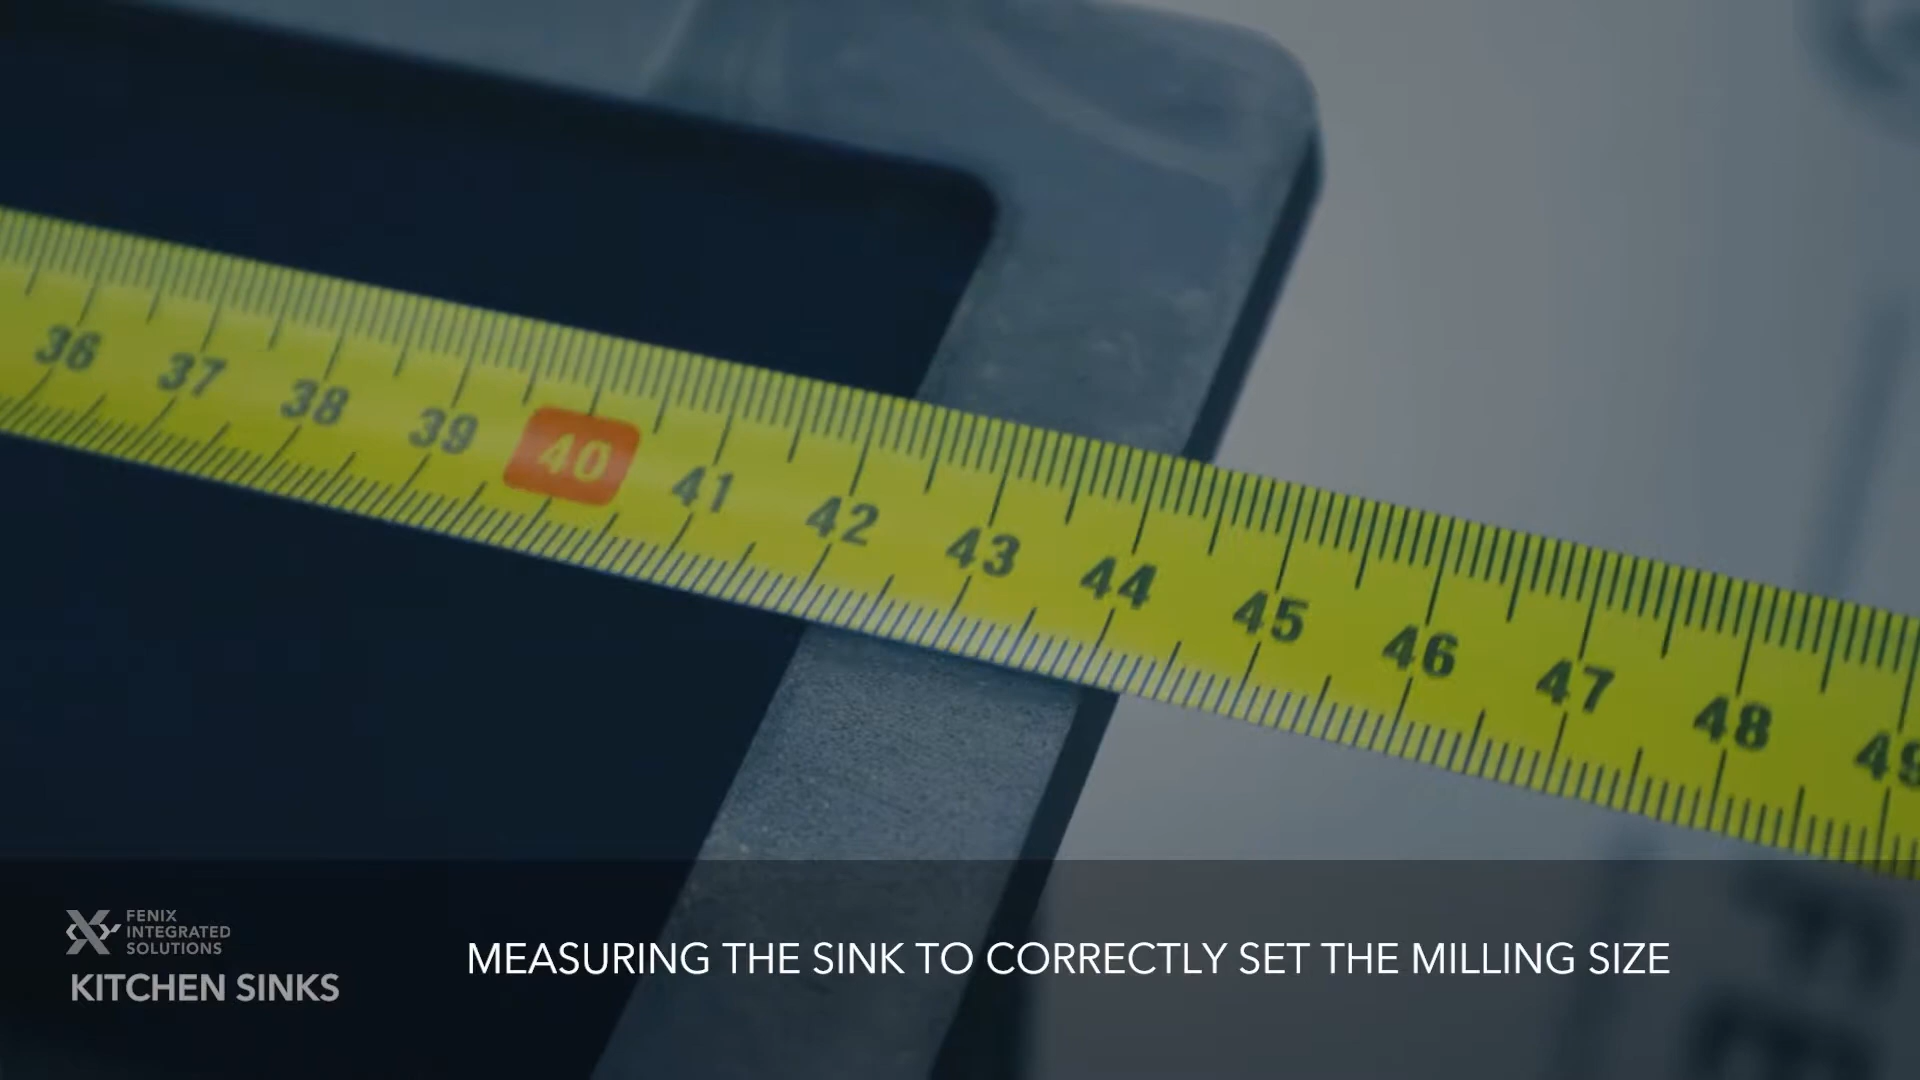 36 37 38 39 40 41 42 43 44 45 46 47 48 49
FENIX
INTEGRATED
SOLUTIONS
KITCHEN SINKS
MEASURING THE SINK TO CORRECTLY SET THE MILLING SIZE